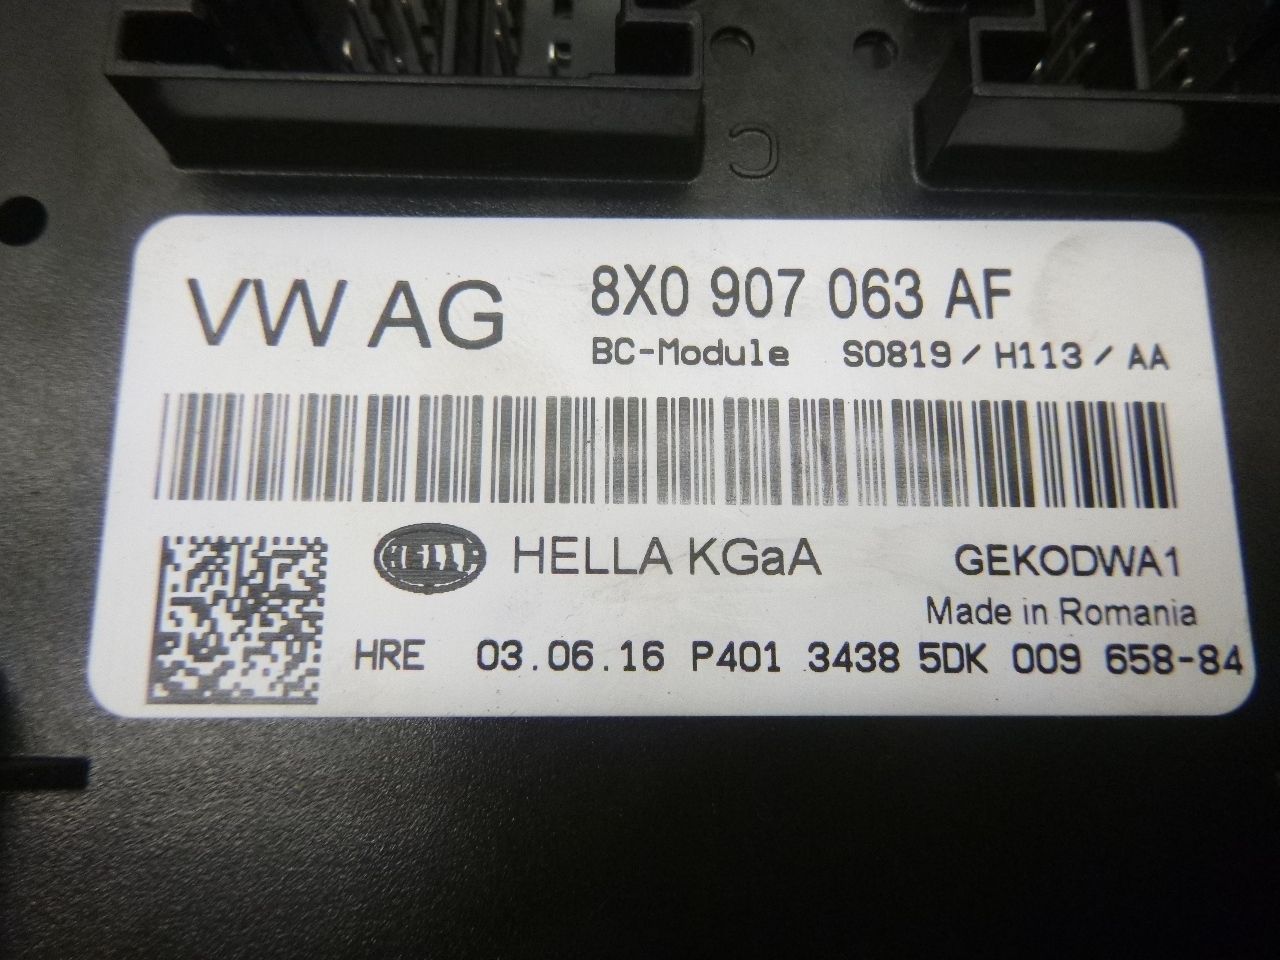 C
VW AG 8X0 907 063 AF
BC-Module S0819 / H113 / AA
HELLA HELLA KGaA GEKODWA1
Made in Romania
HRE 03.06.16 P401 3438 5DK 009 658-84